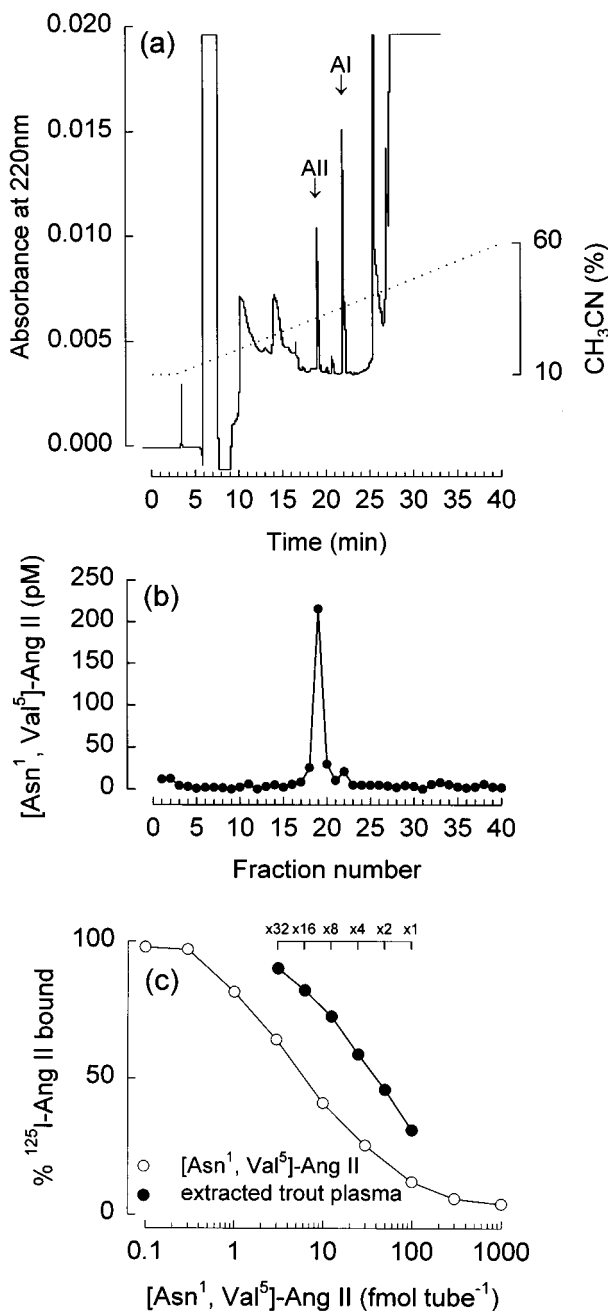 (a)
0.020
0.015
0.010
0.005
0.000
Absorbance at 220nm
AI
AII
60
10
CH₃CN (%)
0 5 10 15 20 25 30 35 40
Time (min)
(b)
250
200
150
100
50
0
[Asn¹, Val⁵]-Ang II (pM)
0 5 10 15 20 25 30 35 40
Fraction number
x32 x16 x8 x4 x2 x1
(c)
100
50
0
% ¹²⁵I-Ang II bound
[Asn¹, Val⁵]-Ang II
extracted trout plasma
0.1 1 10 100 1000
[Asn¹, Val⁵]-Ang II (fmol tube⁻¹)